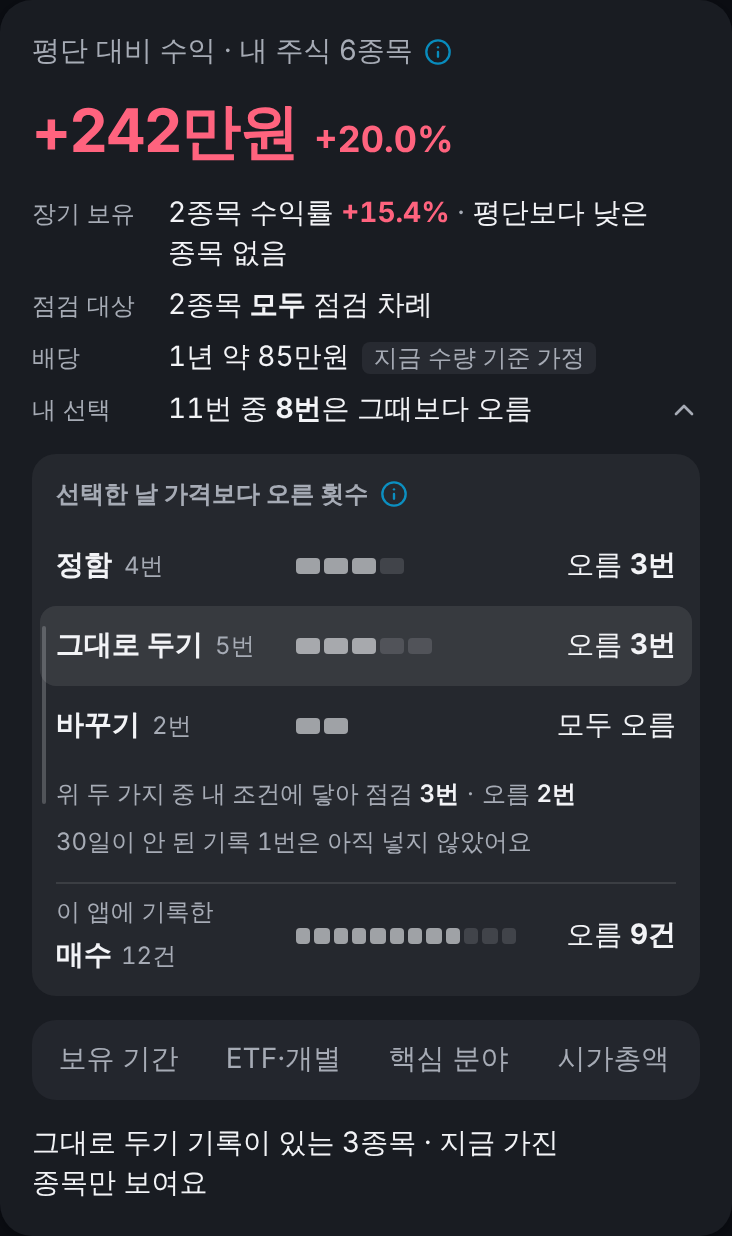 평단 대비 수익 · 내 주식 6종목
+242만원 +20.0%
장기 보유 2종목 수익률 +15.4% · 평단보다 낮은
종목 없음
점검 대상 2종목 모두 점검 차례
배당 1년 약 85만원 지금 수량 기준 가정
내 선택 11번 중 8번은 그때보다 오름
선택한 날 가격보다 오른 횟수
정함 4번 오름 3번
그대로 두기 5번 오름 3번
바꾸기 2번 모두 오름
위 두 가지 중 내 조건에 닿아 점검 3번 · 오름 2번
30일이 안 된 기록 1번은 아직 넣지 않았어요
이 앱에 기록한
매수 12건 오름 9건
보유 기간 ETF·개별 핵심 분야 시가총액
그대로 두기 기록이 있는 3종목 · 지금 가진
종목만 보여요